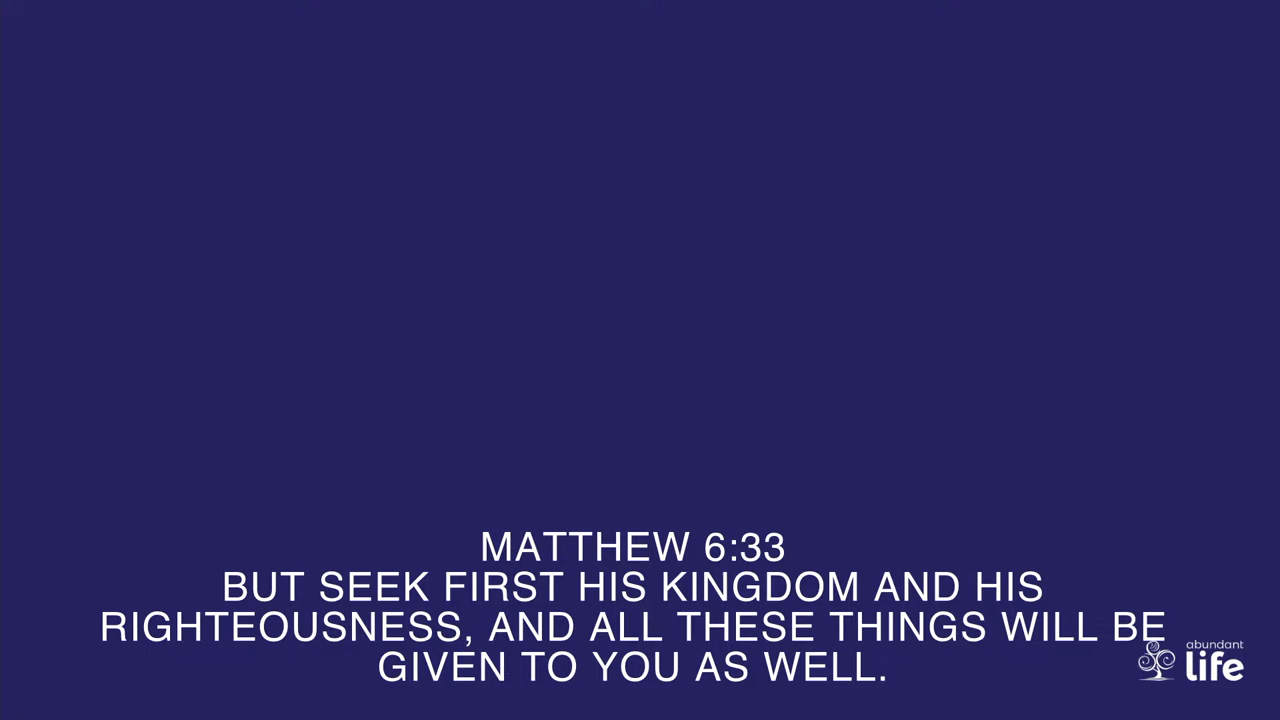 MATTHEW 6:33
BUT SEEK FIRST HIS KINGDOM AND HIS
RIGHTEOUSNESS, AND ALL THESE THINGS WILL BE
GIVEN TO YOU AS WELL.
abundant
life